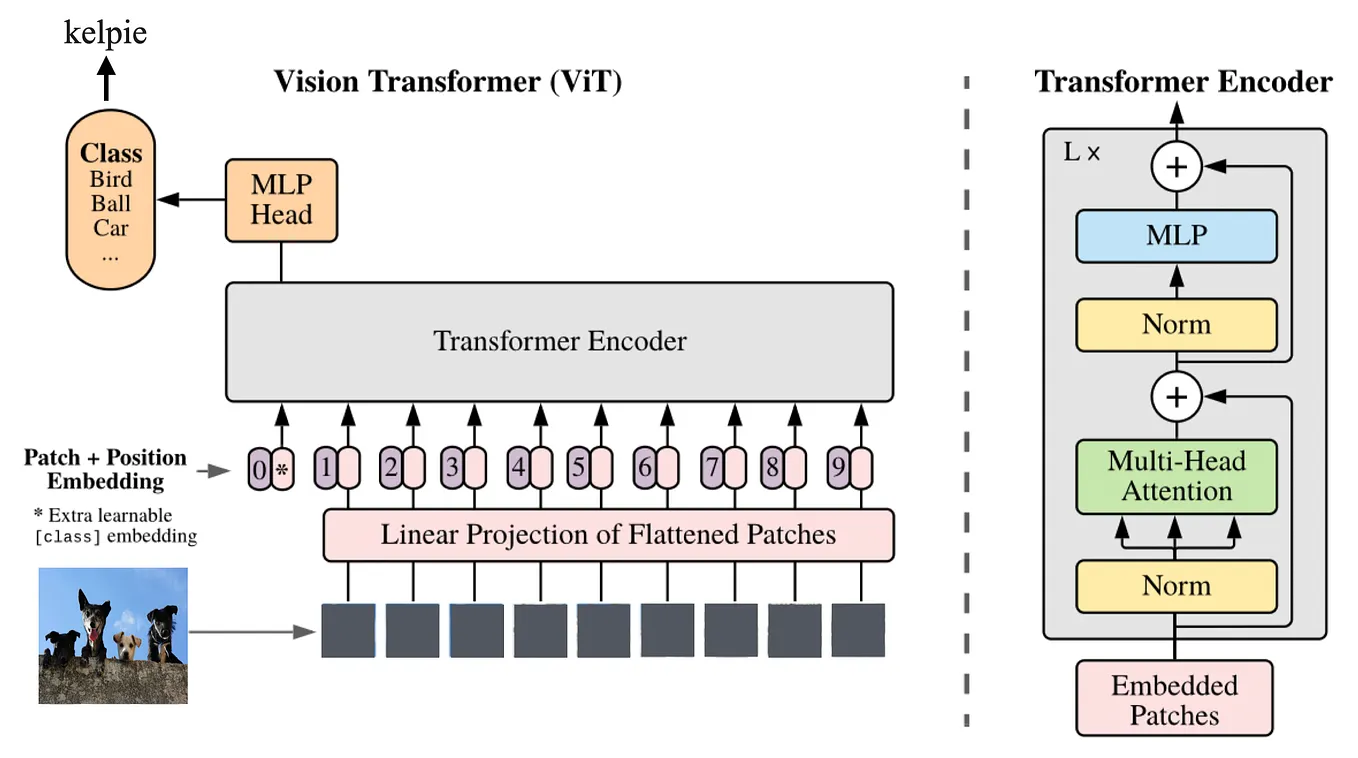 kelpie
Vision Transformer (ViT)
Class
Bird
Ball
Car
...
MLP
Head
Transformer Encoder
0 * 1 2 3 4 5 6 7 8 9
Patch + Position
Embedding
* Extra learnable
[class] embedding
Linear Projection of Flattened Patches
Transformer Encoder
L x
+
MLP
Norm
+
Multi-Head
Attention
Norm
Embedded
Patches